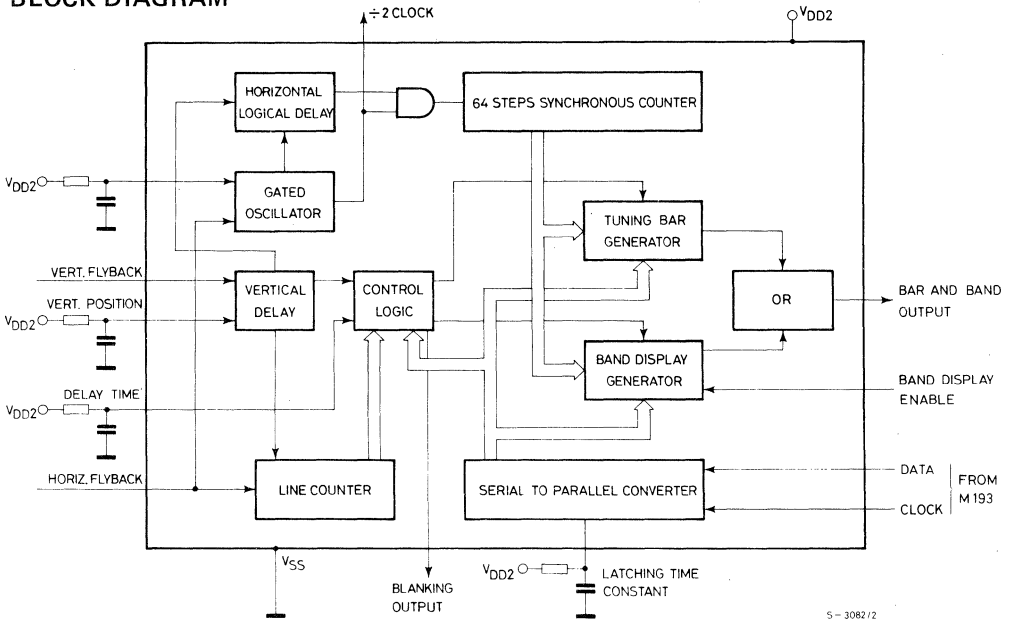 BLOCK DIAGRAM
÷2 CLOCK
VDD2
HORIZONTAL
LOGICAL DELAY
64 STEPS SYNCHRONOUS COUNTER
VDD2
GATED
OSCILLATOR
TUNING BAR
GENERATOR
VERT. FLYBACK
VERTICAL
DELAY
CONTROL
LOGIC
OR
BAR AND BAND
OUTPUT
VERT. POSITION
VDD2
BAND DISPLAY
GENERATOR
BAND DISPLAY
ENABLE
DELAY TIME
VDD2
HORIZ. FLYBACK
LINE COUNTER
SERIAL TO PARALLEL CONVERTER
DATA
CLOCK
FROM
M193
VSS
BLANKING
OUTPUT
VDD2
LATCHING TIME
CONSTANT
S-3082/2